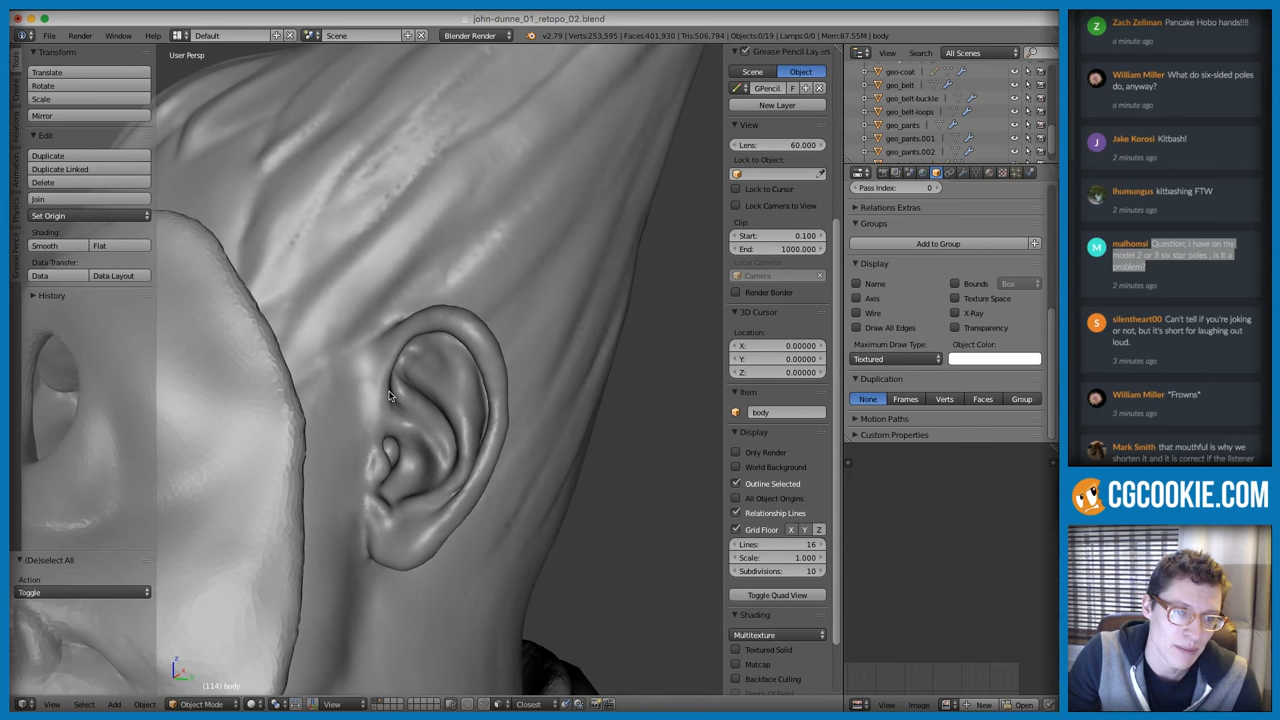 john-dunne_01_retopo_02.blend
File Render Window Help Default Scene Blender Render v2.79 | Verts:253,595 | Faces:401,930 | Tris:506,794 | Objects:0/19 | Lamps:0/0 | Mem:87.55M | body
Transform
Translate
Rotate
Scale
Mirror
Edit
Duplicate
Duplicate Linked
Delete
Join
Set Origin
Shading:
Smooth Flat
Data Transfer:
Data Data Layout
History
Tools
Create
Relations
Animation
Physics
Grease Pencil
(De)select All
Action
Toggle
User Persp
(114) body
View Select Add Object Object Mode View Closest
Grease Pencil Layers
Scene Object
GPencil. F
New Layer
View
Lens: 60.000
Lock to Object:
Lock to Cursor
Lock Camera to View
Clip:
Start: 0.100
End: 1000.000
Local Camera:
Camera
Render Border
3D Cursor
Location:
X: 0.00000
Y: 0.00000
Z: 0.00000
Item
body
Display
Only Render
World Background
Outline Selected
All Object Origins
Relationship Lines
Grid Floor X Y Z
Lines: 16
Scale: 1.000
Subdivisions: 10
Toggle Quad View
Shading
Multitexture
Textured Solid
Matcap
Backface Culling
View Search All Scenes
geo-coat
geo_belt
geo_belt-buckle
geo_belt-loops
geo_pants
geo_pants.001
geo_pants.002
Pass Index: 0
Relations Extras
Groups
Add to Group
Display
Name Bounds Box
Axis Texture Space
Wire X-Ray
Draw All Edges Transparency
Maximum Draw Type: Object Color:
Textured
Duplication
None Frames Verts Faces Group
Motion Paths
Custom Properties
View Image New Open
Z
Zach Zellman Pancake Hobo hands!!!!
a minute ago
William Miller What do six-sided poles
do, anyway?
a minute ago
J
Jake Korosi Kitbash!
2 minutes ago
lhumungus kitbashing FTW
2 minutes ago
M
malhomsi Question; I have on my
model 2 or 3 six star poles , is it a
problem?
2 minutes ago
S
silentheart00 Can't tell if you're joking
or not, but it's short for laughing out
loud.
3 minutes ago
William Miller *Frowns*
3 minutes ago
Mark Smith that mouthful is why we
shorten it and it is correct if the listener
CGCOOKIE.COM